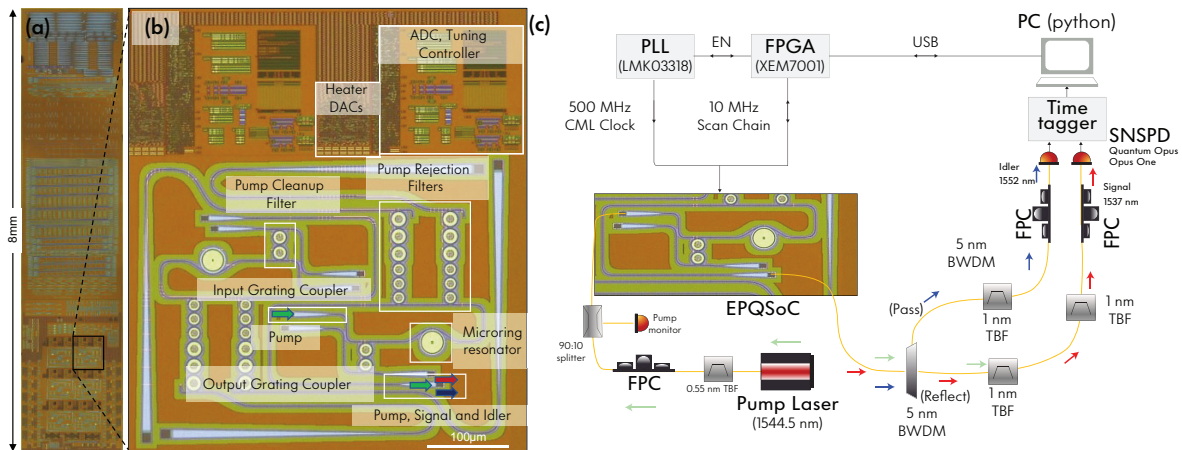 (a)
8mm
(b)
ADC, Tuning
Controller
Heater
DACs
Pump Rejection
Filters
Pump Cleanup
Filter
Input Grating Coupler
Pump
Microring
resonator
Output Grating Coupler
Pump, Signal and Idler
100μm
(c)
PC (python)
PLL
(LMK03318)
EN
FPGA
(XEM7001)
USB
500 MHz
CML Clock
10 MHz
Scan Chain
Time
tagger
SNSPD
Quantum Opus
Opus One
Idler
1552 nm
Signal
1537 nm
FPC
FPC
5 nm
BWDM
EPQSoC
(Pass)
1 nm
TBF
1 nm
TBF
90:10
splitter
Pump
monitor
FPC
0.55 nm TBF
Pump Laser
(1544.5 nm)
(Reflect)
5 nm
BWDM
1 nm
TBF